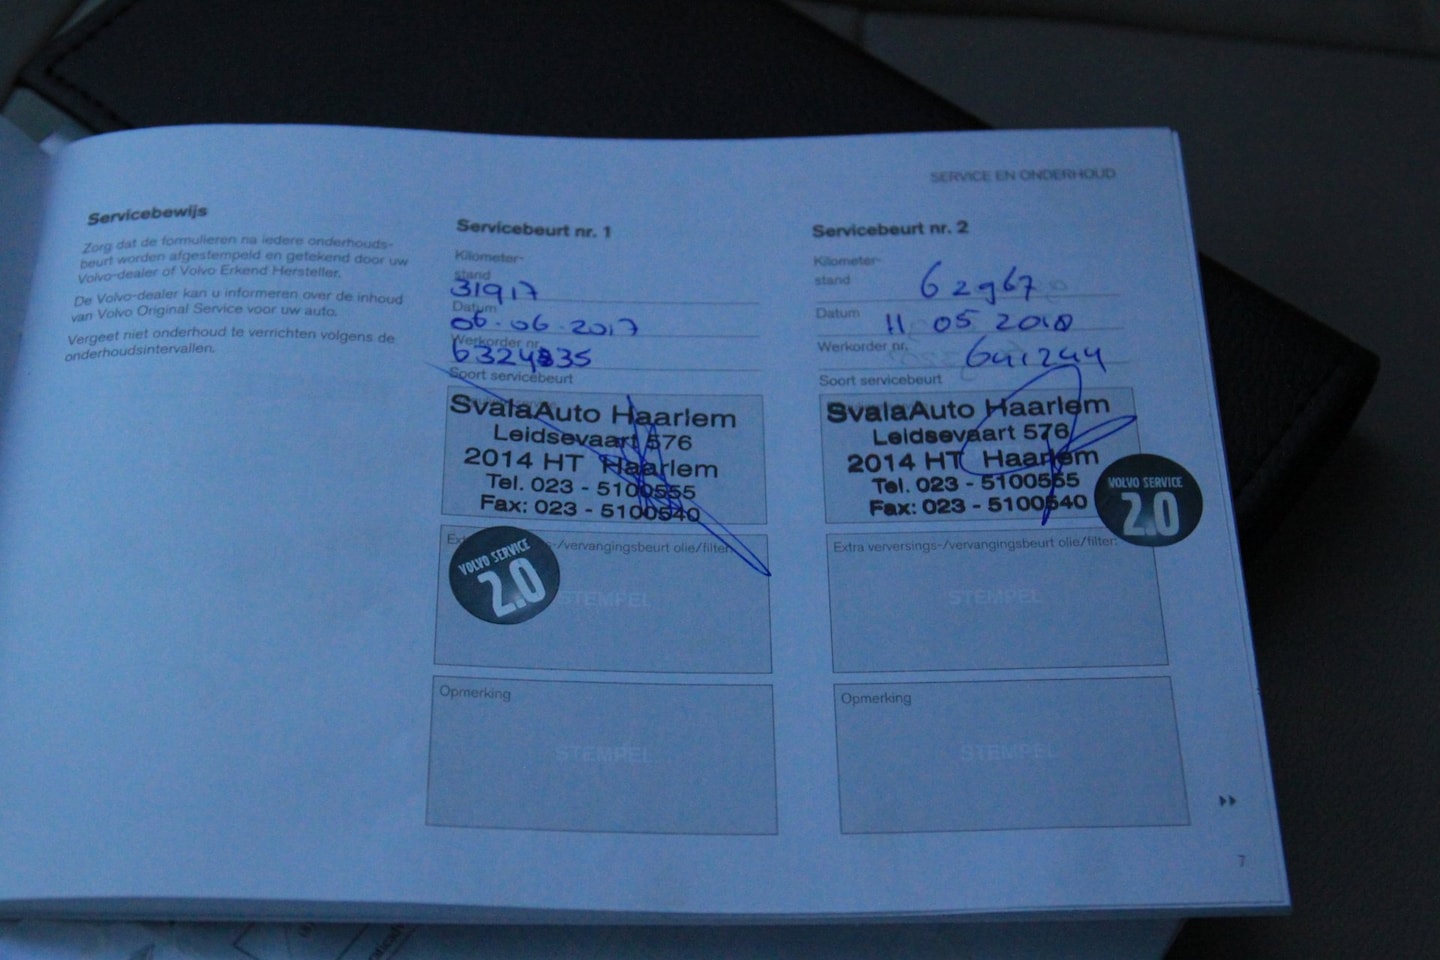 SERVICE EN ONDERHOUD
Servicebewijs
Zorg dat de formulieren na iedere onderhouds-
beurt worden afgestempeld en getekend door uw
Volvo-dealer of Volvo Erkend Hersteller.
De Volvo-dealer kan u informeren over de inhoud
van Volvo Original Service voor uw auto.
Vergeet niet onderhoud te verrichten volgens de
onderhoudsintervallen.
Servicebeurt nr. 1
Kilometer-
stand
31917
Datum
06.06.2017
Werkorder nr.
Soort servicebeurt
SvalaAuto Haarlem
Leidsevaart 576
2014 HT Haarlem
Tel. 023 - 5100555
Fax: 023 - 5100540
-/vervangingsbeurt olie/filter:
VOLVO SERVICE
2.0
STEMPEL
Opmerking
STEMPEL
Servicebeurt nr. 2
Kilometer-
stand
62967
Datum
11 05 2018
Werkorder nr.
641244
Soort servicebeurt
SvalaAuto Haarlem
Leidsevaart 576
2014 HT Haarlem
Tel. 023 - 5100555
Fax: 023 - 5100540
VOLVO SERVICE
2.0
Extra verversings-/vervangingsbeurt olie/filter:
STEMPEL
Opmerking
STEMPEL
7